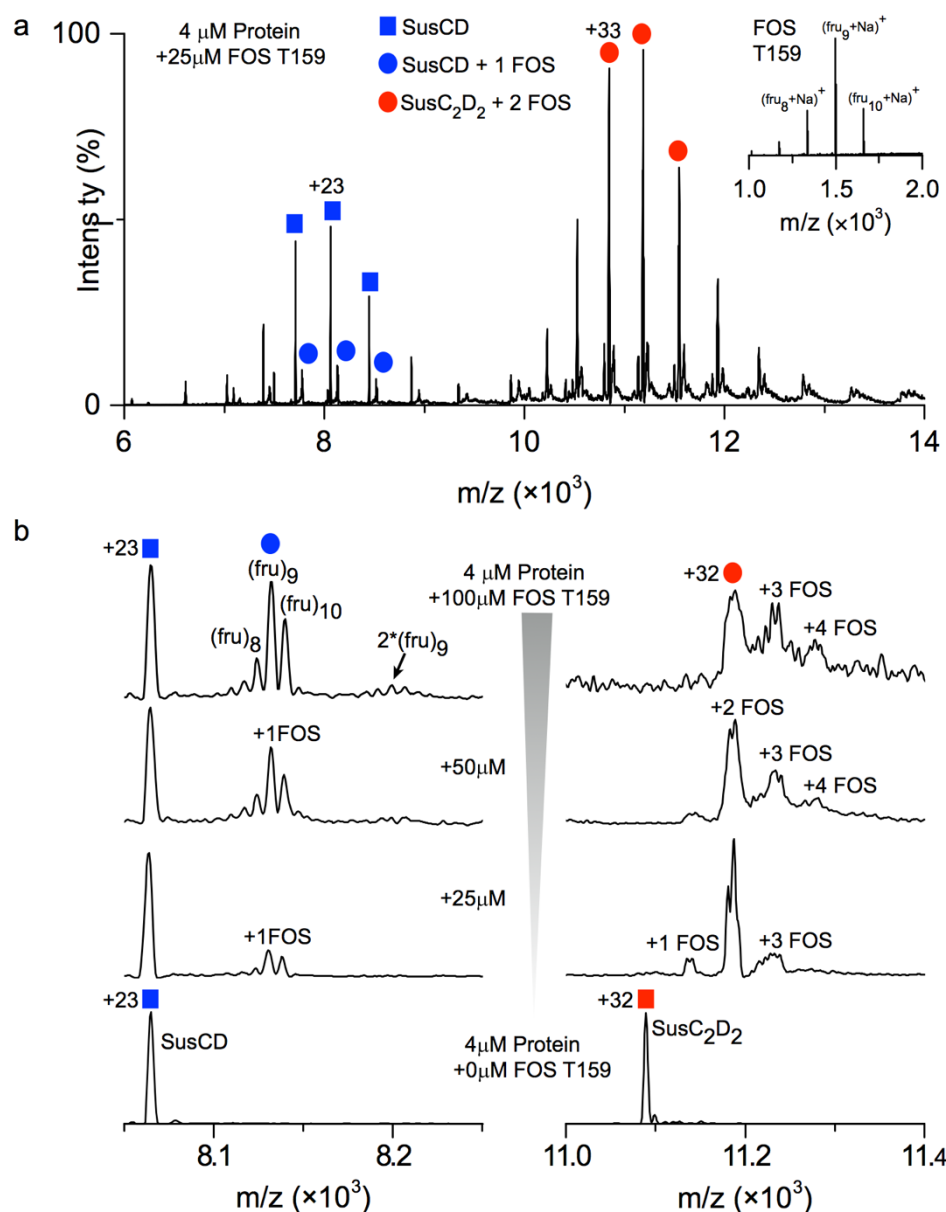 a
100
4 μM Protein
+25μM FOS T159
SusCD
SusCD + 1 FOS
SusC2D2 + 2 FOS
+33
FOS
T159
(fru9+Na)+
(fru8+Na)+
(fru10+Na)+
1.0 1.5 2.0
m/z (×10³)
+23
Intens ty (%)
0
6 8 10 12 14
m/z (×10³)
b
+23
(fru)9
(fru)10
(fru)8
2*(fru)9
4 μM Protein
+100μM FOS T159
+32
+3 FOS
+4 FOS
+1FOS
+50μM
+2 FOS
+3 FOS
+4 FOS
+1FOS
+25μM
+1 FOS
+3 FOS
+23
SusCD
4μM Protein
+0μM FOS T159
+32
SusC2D2
8.1 8.2
m/z (×10³)
11.0 11.2 11.4
m/z (×10³)